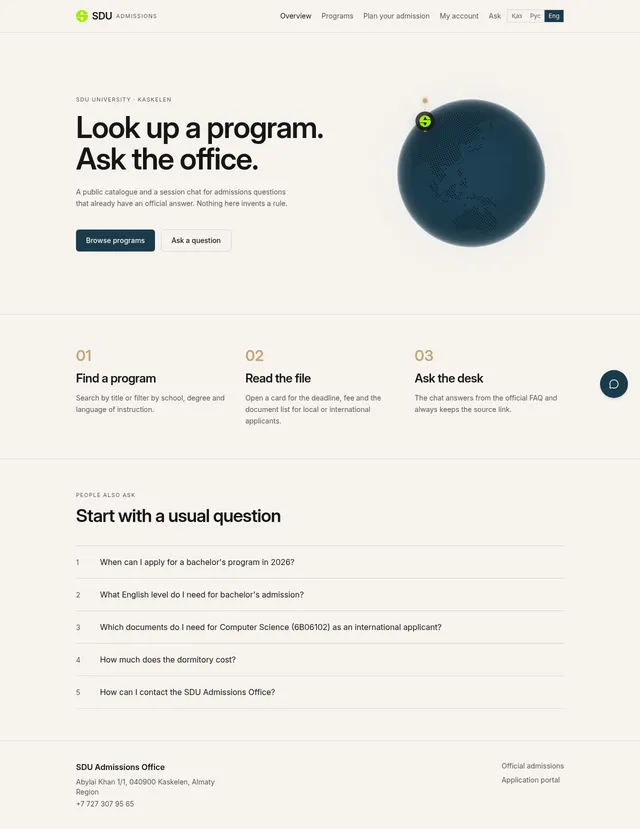 SDU ADMISSIONS
Overview Programs Plan your admission My account Ask Қаз Рус Eng
SDU UNIVERSITY · KASKELEN
Look up a program.
Ask the office.
A public catalogue and a session chat for admissions questions
that already have an official answer. Nothing here invents a rule.
Browse programs Ask a question
01
Find a program
Search by title or filter by school, degree and
language of instruction.
02
Read the file
Open a card for the deadline, fee and the
document list for local or international
applicants.
03
Ask the desk
The chat answers from the official FAQ and
always keeps the source link.
PEOPLE ALSO ASK
Start with a usual question
1 When can I apply for a bachelor's program in 2026?
2 What English level do I need for bachelor's admission?
3 Which documents do I need for Computer Science (6B06102) as an international applicant?
4 How much does the dormitory cost?
5 How can I contact the SDU Admissions Office?
SDU Admissions Office
Abylai Khan 1/1, 040900 Kaskelen, Almaty
Region
+7 727 307 95 65
Official admissions
Application portal